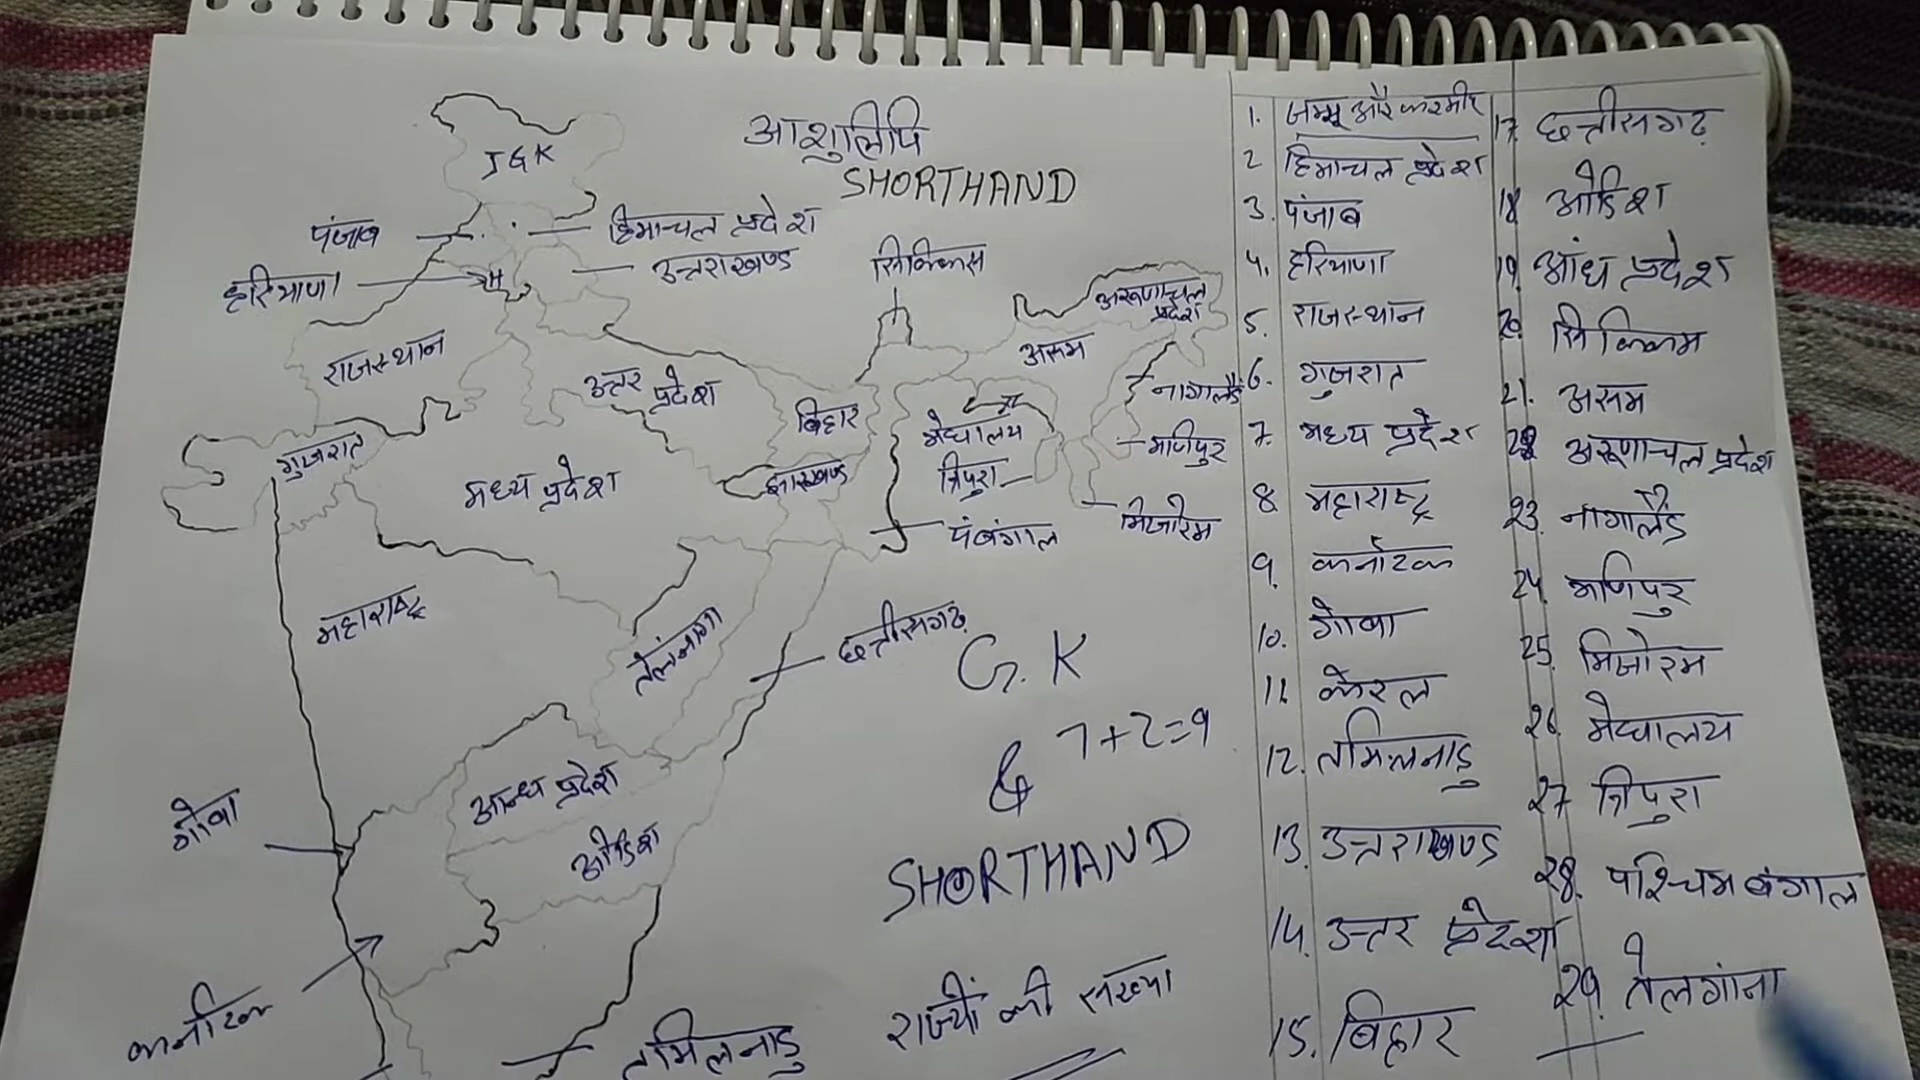 आशुलिपि
SHORTHAND
J&K
पंजाब
हिमाचल प्रदेश
उत्तराखण्ड
हरियाणा
सिक्किम
अरूणाचल
प्रदेश
असम
राजस्थान
उत्तर
प्रदेश
बिहार
नागालैंड
मेघालय
मणिपुर
गुजरात
मध्य प्रदेश
झारखण्ड
त्रिपुरा
मिजोरम
पं बंगाल
महाराष्ट्र
तेलंनागा
छत्तीसगढ़
G.K
7+2=9
&
SHORTHAND
गोवा
आन्ध्र प्रदेश
ओडिशा
कर्नाटक
तमिलनाडु
राज्यों की संख्या
1. जम्मू और कश्मीर
2 हिमाचल प्रदेश
3. पंजाब
4. हरियाणा
5. राजस्थान
6. गुजरात
7. मध्य प्रदेश
8. महाराष्ट्र
9. कर्नाटक
10. गोवा
11. केरल
12. तमिलनाडु
13. उत्तराखण्ड
14. उत्तर प्रदेश
15. बिहार
17. छत्तीसगढ़
18 ओडिशा
19. आंध्र प्रदेश
20. सिक्किम
21. असम
22 अरूणाचल प्रदेश
23. नागालैंड
24. मणिपुर
25. मिजोरम
26. मेघालय
27 त्रिपुरा
28. पश्चिम बंगाल
29. तेलगांना